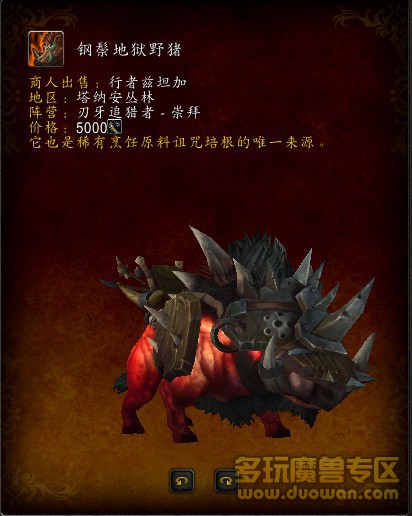 钢鬃地狱野猪
商人出售：行者兹坦加
地区：塔纳安丛林
阵营：刃牙追猎者 - 崇拜
价格：5000
它也是稀有烹饪原料诅咒培根的唯一来源。
多玩魔兽专区
www.duowan.com